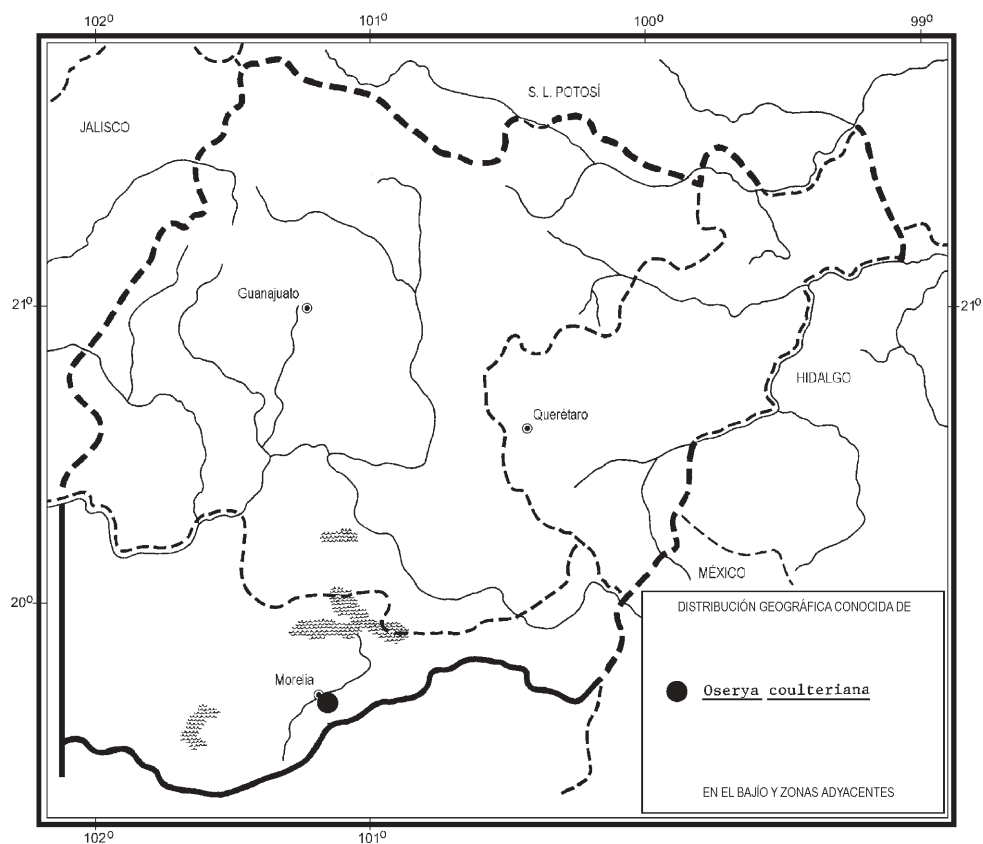 102° 101° 100° 99°
S. L. POTOSÍ
JALISCO
Guanajuato
21° 21°
HIDALGO
Querétaro
MÉXICO
20°
DISTRIBUCIÓN GEOGRÁFICA CONOCIDA DE
Morelia
Oserya coulteriana
EN EL BAJÍO Y ZONAS ADYACENTES
102° 101°